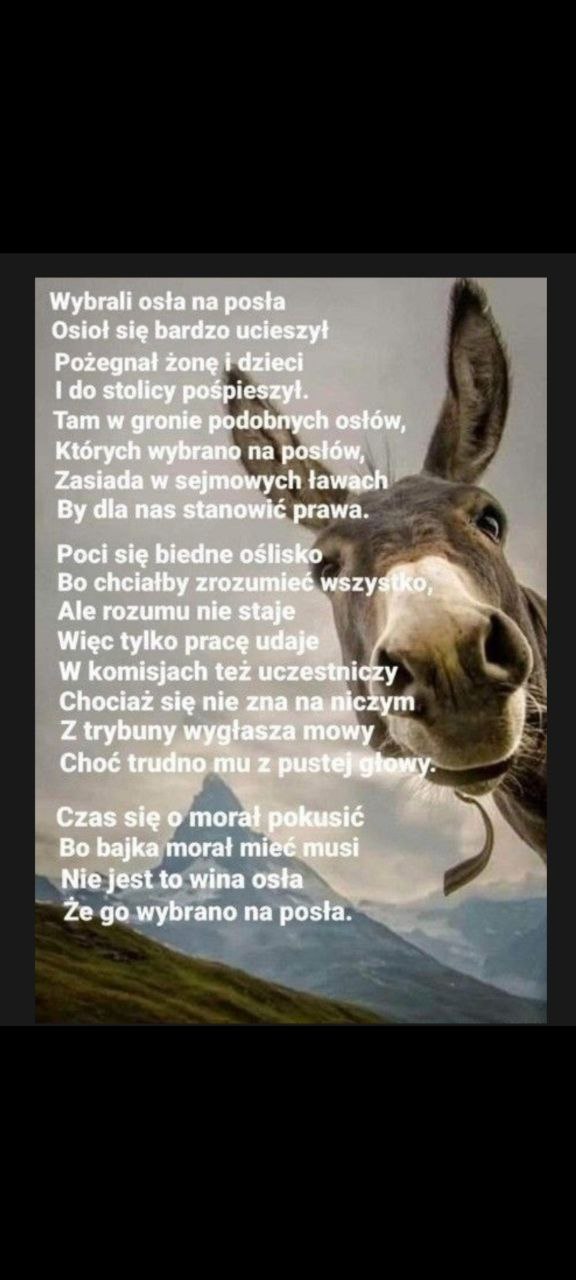 Wybrali osła na posła
Osioł się bardzo ucieszył
Pożegnał żonę i dzieci
I do stolicy pośpieszył.
Tam w gronie podobnych osłów,
Których wybrano na posłów,
Zasiada w sejmowych ławach
By dla nas stanowić prawa.
Poci się biedne oślisko
Bo chciałby zrozumieć wszystko,
Ale rozumu nie staje
Więc tylko pracę udaje
W komisjach też uczestniczy
Chociaż się nie zna na niczym
Z trybuny wygłasza mowy
Choć trudno mu z pustej głowy.
Czas się o morał pokusić
Bo bajka morał mieć musi
Nie jest to wina osła
Że go wybrano na posła.